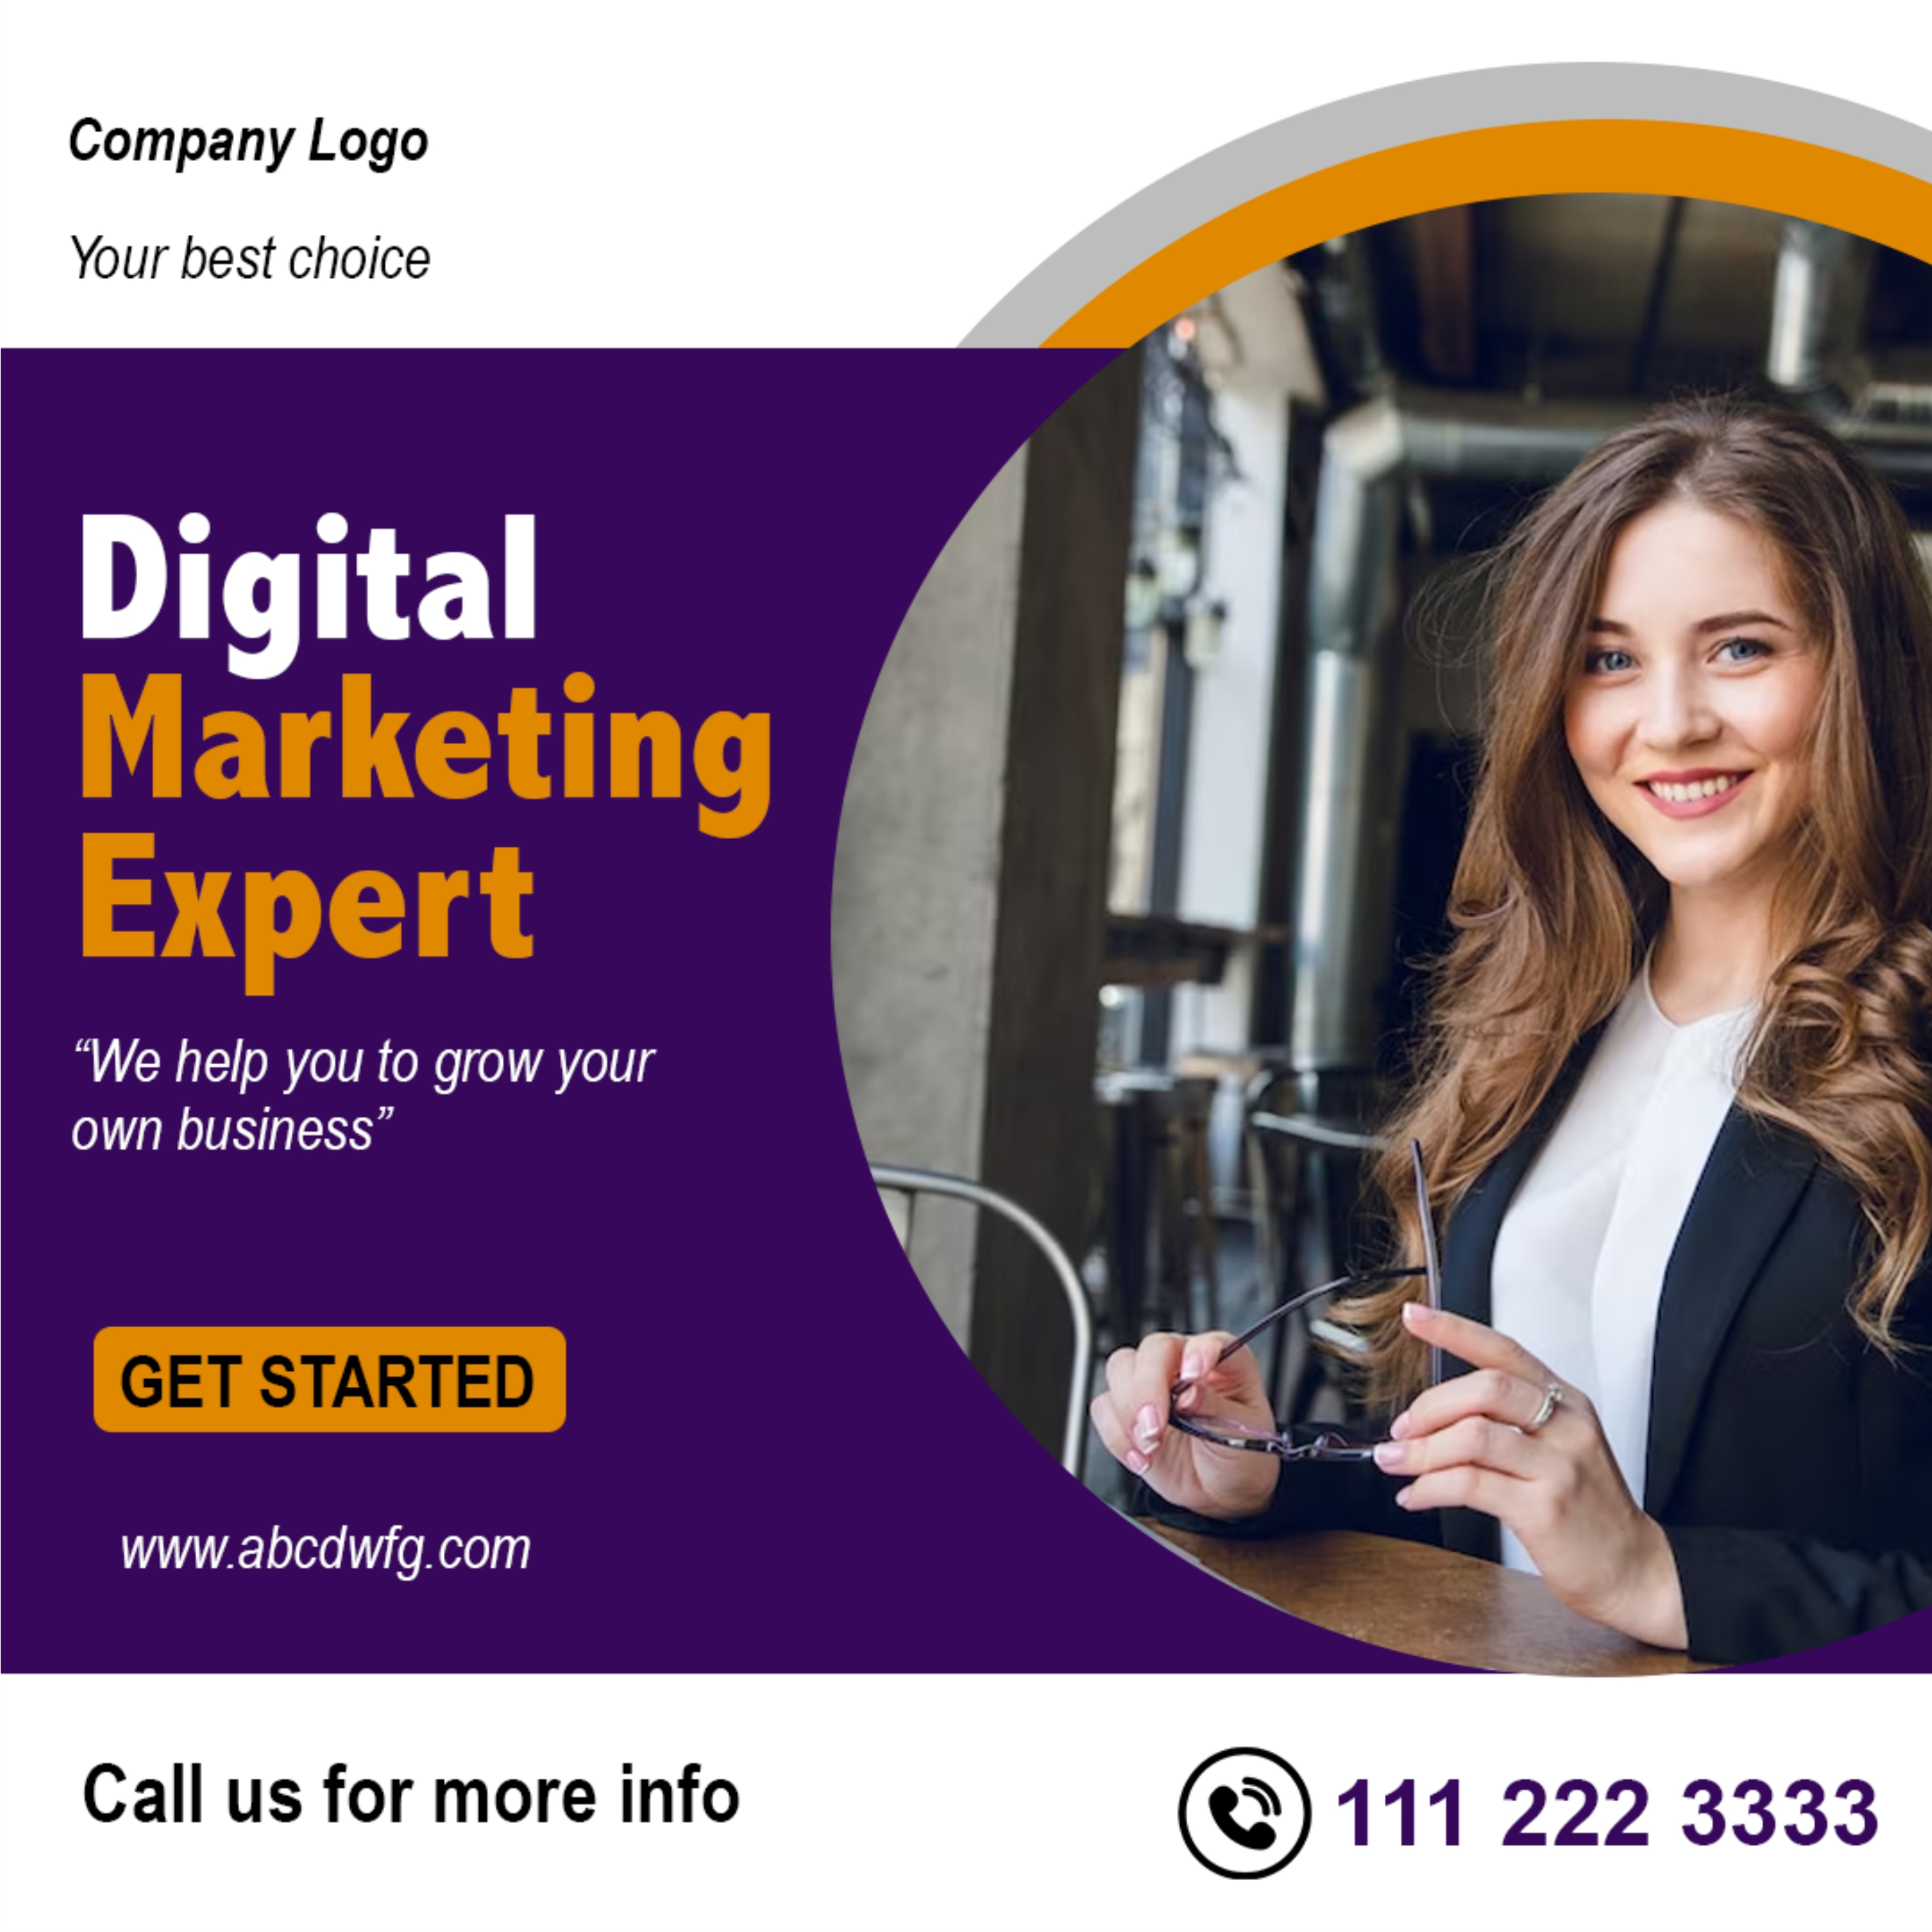 Company Logo
Your best choice
Digital
Marketing
Expert
“We help you to grow your
own business”
GET STARTED
www.abcdwfg.com
Call us for more info
111 222 3333